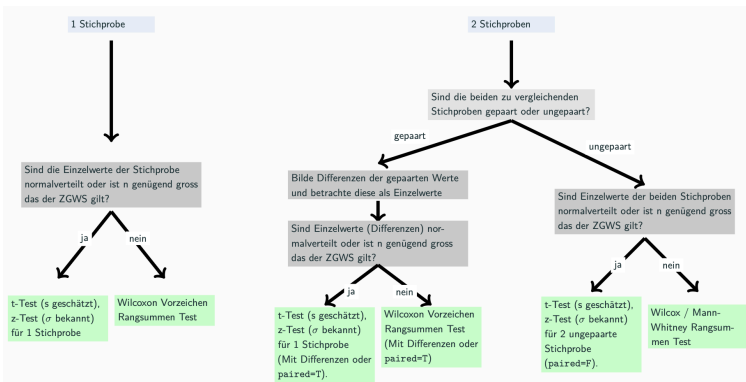 1 Stichprobe
Sind die Einzelwerte der Stichprobe
normalverteilt oder ist n genügend gross
das der ZGWS gilt?
ja
nein
t-Test (s geschätzt),
z-Test (σ bekannt)
für 1 Stichprobe
Wilcoxon Vorzeichen
Rangsummen Test
2 Stichproben
Sind die beiden zu vergleichenden
Stichproben gepaart oder ungepaart?
gepaart
ungepaart
Bilde Differenzen der gepaarten Werte
und betrachte diese als Einzelwerte
Sind Einzelwerte (Differenzen) nor-
malverteilt oder ist n genügend gross
das der ZGWS gilt?
ja
nein
t-Test (s geschätzt),
z-Test (σ bekannt)
für 1 Stichprobe
(Mit Differenzen oder
paired=T).
Wilcoxon Vorzeichen
Rangsummen Test
(Mit Differenzen oder
paired=T)
Sind Einzelwerte der beiden Stichproben
normalverteilt oder ist n genügend gross
das der ZGWS gilt?
ja
nein
t-Test (s geschätzt),
z-Test (σ bekannt)
für 2 ungepaarte
Stichprobe
(paired=F).
Wilcox / Mann-
Whitney Rangsum-
men Test